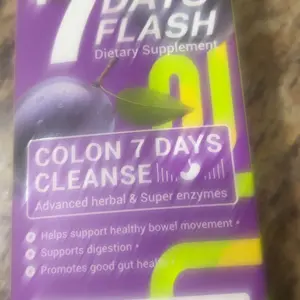 7 DAYS
FLASH
Dietary Supplement
COLON 7 DAYS
CLEANSE
Advanced herbal & Super enzymes
Helps support healthy bowel movement *
Supports digestion *
Promotes good gut health *